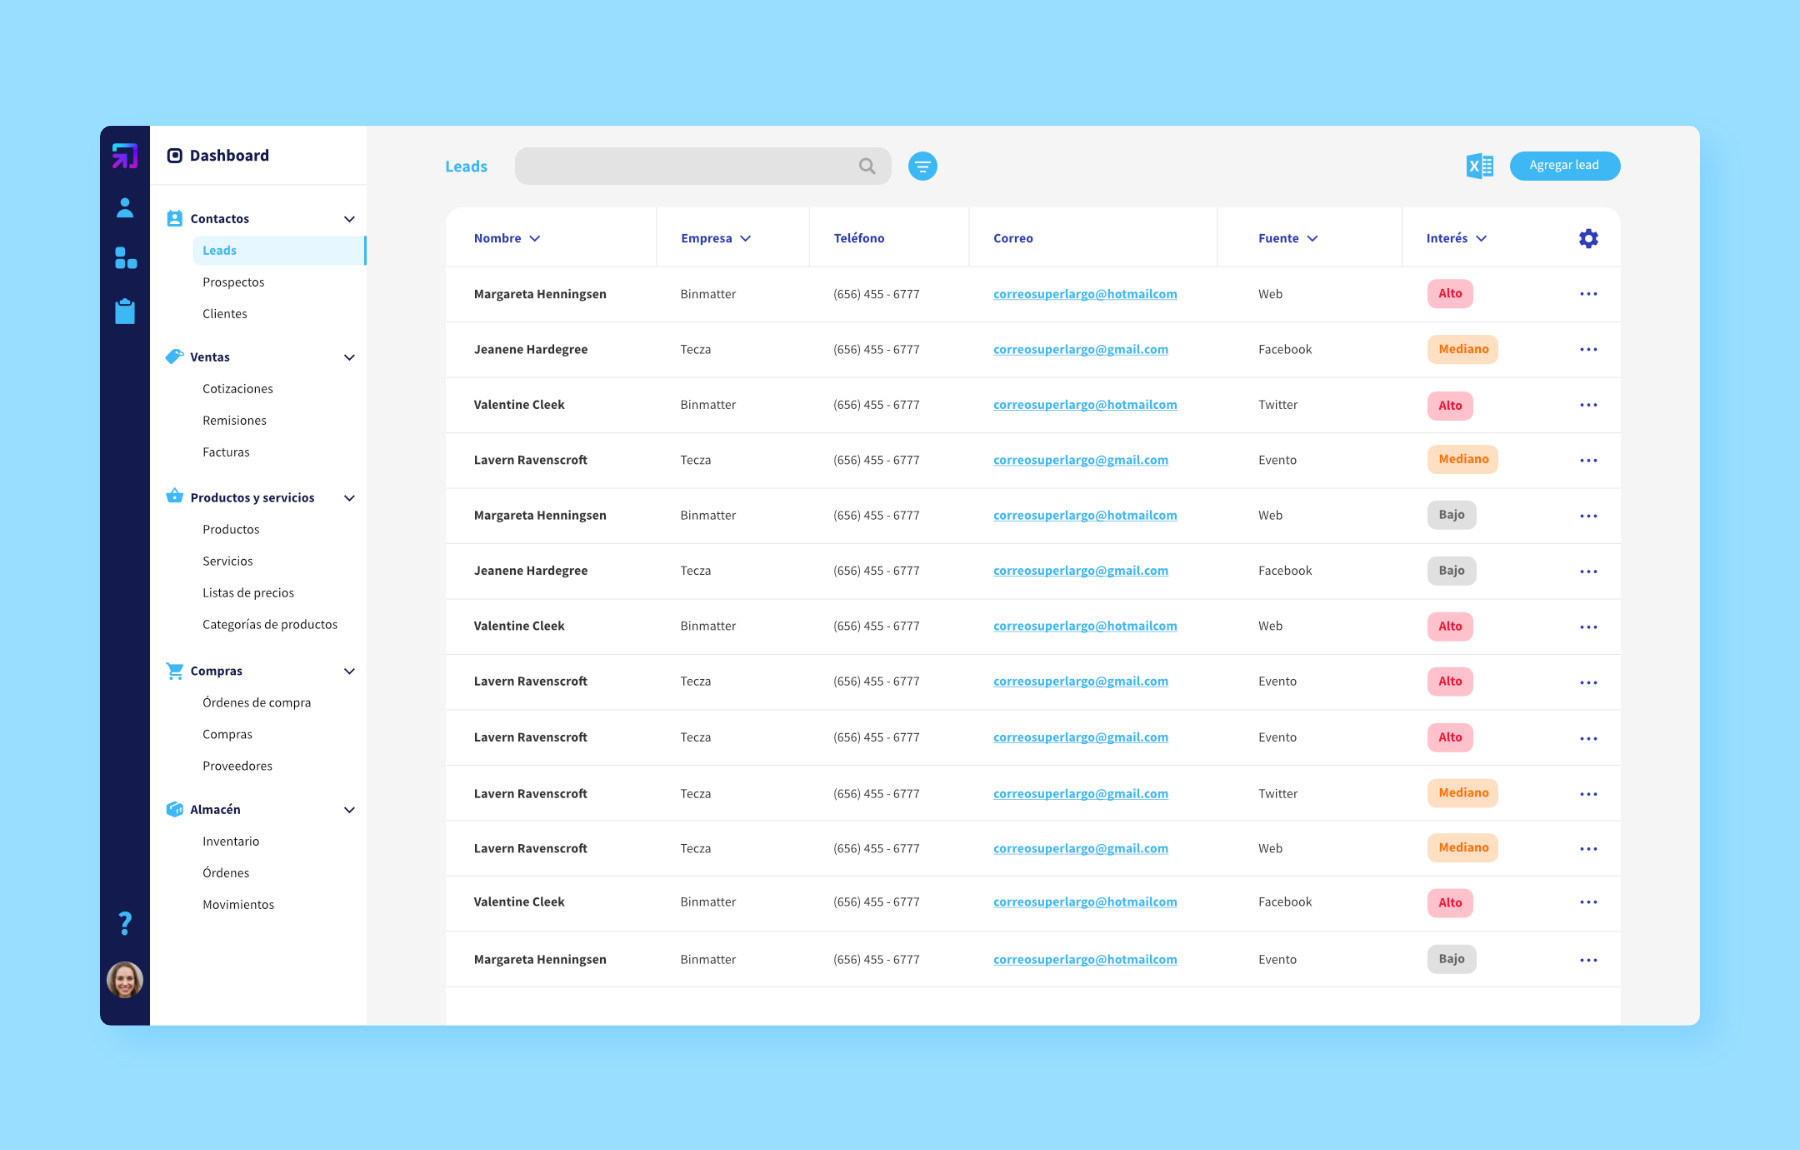 Dashboard
Contactos
Leads
Prospectos
Clientes
Ventas
Cotizaciones
Remisiones
Facturas
Productos y servicios
Productos
Servicios
Listas de precios
Categorías de productos
Compras
Órdenes de compra
Compras
Proveedores
Almacén
Inventario
Órdenes
Movimientos
?
Leads
X
Agregar lead
Nombre Empresa Teléfono Correo Fuente Interés
Margareta Henningsen Binmatter (656) 455 - 6777 correosuperlargo@hotmailcom Web Alto
Jeanene Hardegree Tecza (656) 455 - 6777 correosuperlargo@gmail.com Facebook Mediano
Valentine Cleek Binmatter (656) 455 - 6777 correosuperlargo@hotmailcom Twitter Alto
Lavern Ravenscroft Tecza (656) 455 - 6777 correosuperlargo@gmail.com Evento Mediano
Margareta Henningsen Binmatter (656) 455 - 6777 correosuperlargo@hotmailcom Web Bajo
Jeanene Hardegree Tecza (656) 455 - 6777 correosuperlargo@gmail.com Facebook Bajo
Valentine Cleek Binmatter (656) 455 - 6777 correosuperlargo@hotmailcom Web Alto
Lavern Ravenscroft Tecza (656) 455 - 6777 correosuperlargo@gmail.com Evento Alto
Lavern Ravenscroft Tecza (656) 455 - 6777 correosuperlargo@gmail.com Evento Alto
Lavern Ravenscroft Tecza (656) 455 - 6777 correosuperlargo@gmail.com Twitter Mediano
Lavern Ravenscroft Tecza (656) 455 - 6777 correosuperlargo@gmail.com Web Mediano
Valentine Cleek Binmatter (656) 455 - 6777 correosuperlargo@hotmailcom Facebook Alto
Margareta Henningsen Binmatter (656) 455 - 6777 correosuperlargo@hotmailcom Evento Bajo